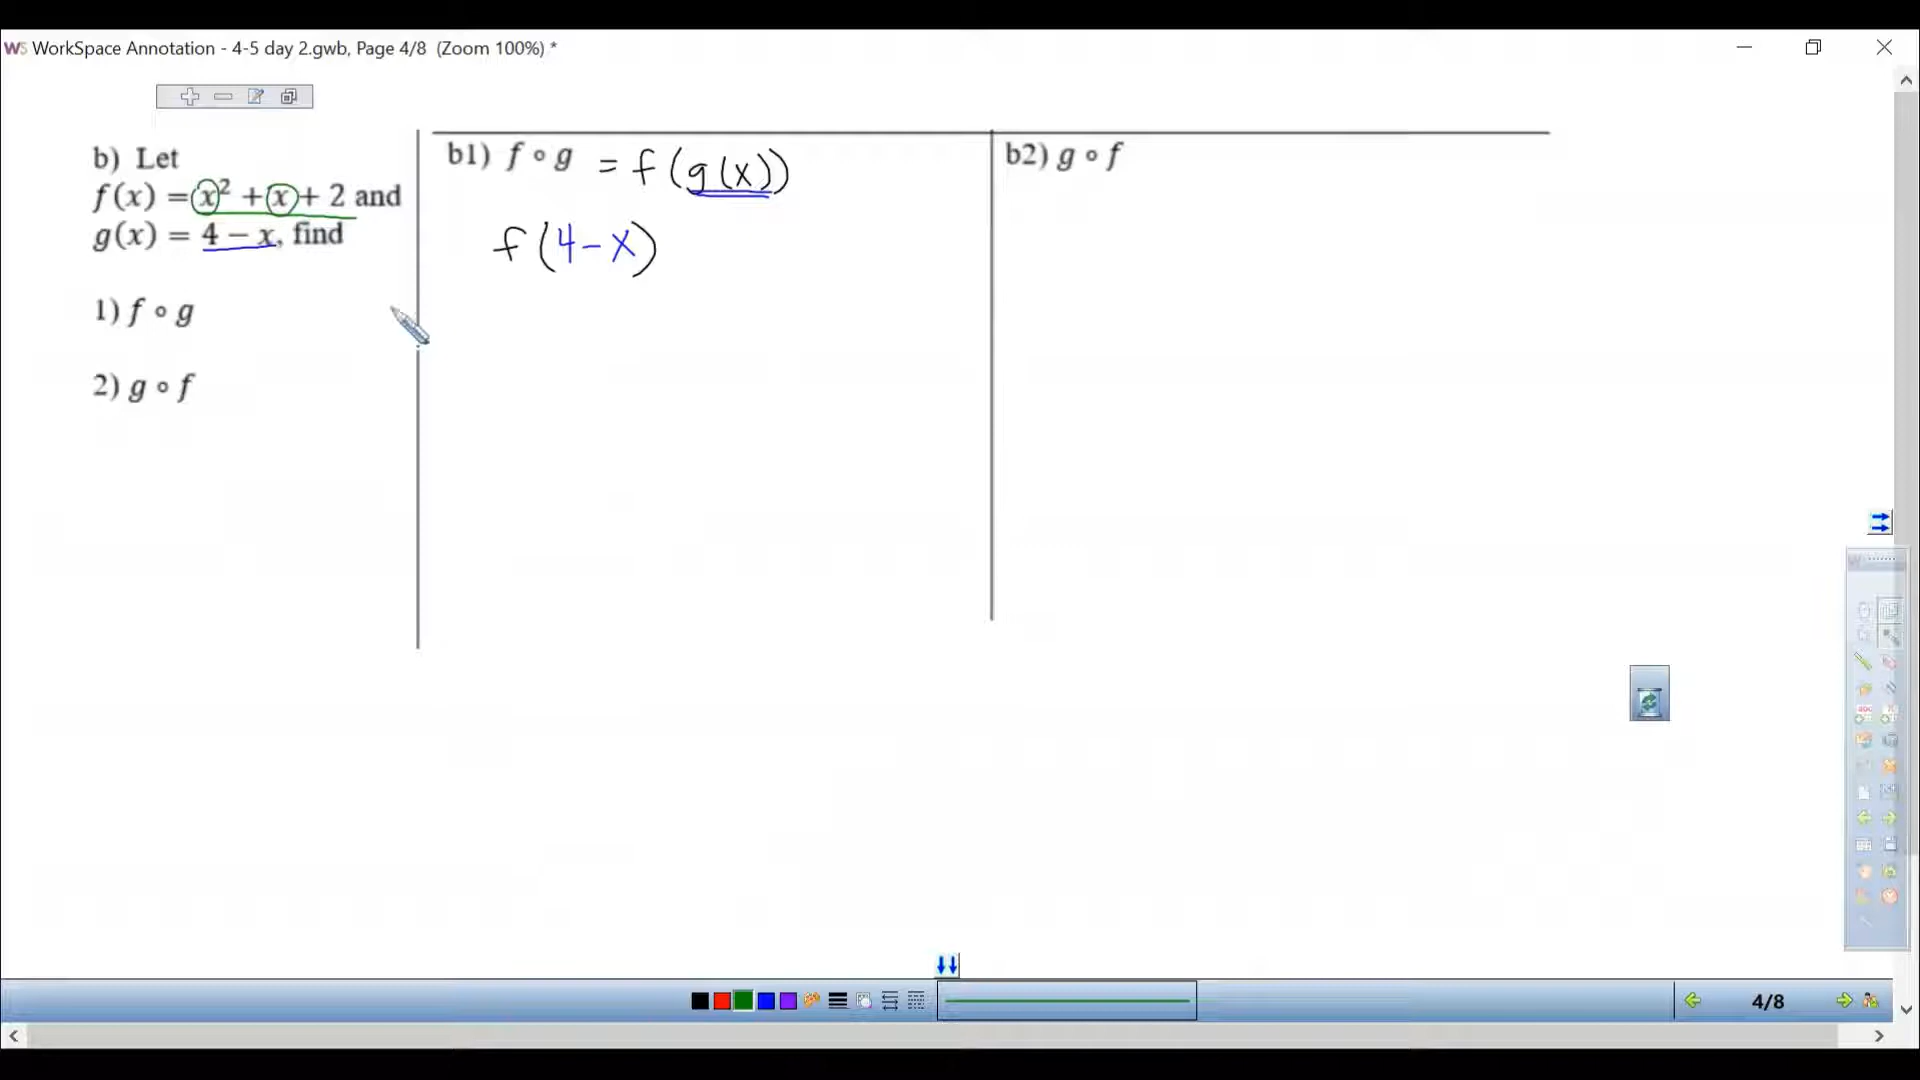 WS WorkSpace Annotation - 4-5 day 2.gwb, Page 4/8 (Zoom 100%) *
b) Let
f(x) = x² + x + 2 and
g(x) = 4 − x, find
1) f ∘ g
2) g ∘ f
b1) f ∘ g = f(g(x))
f(4-x)
b2) g ∘ f
4/8